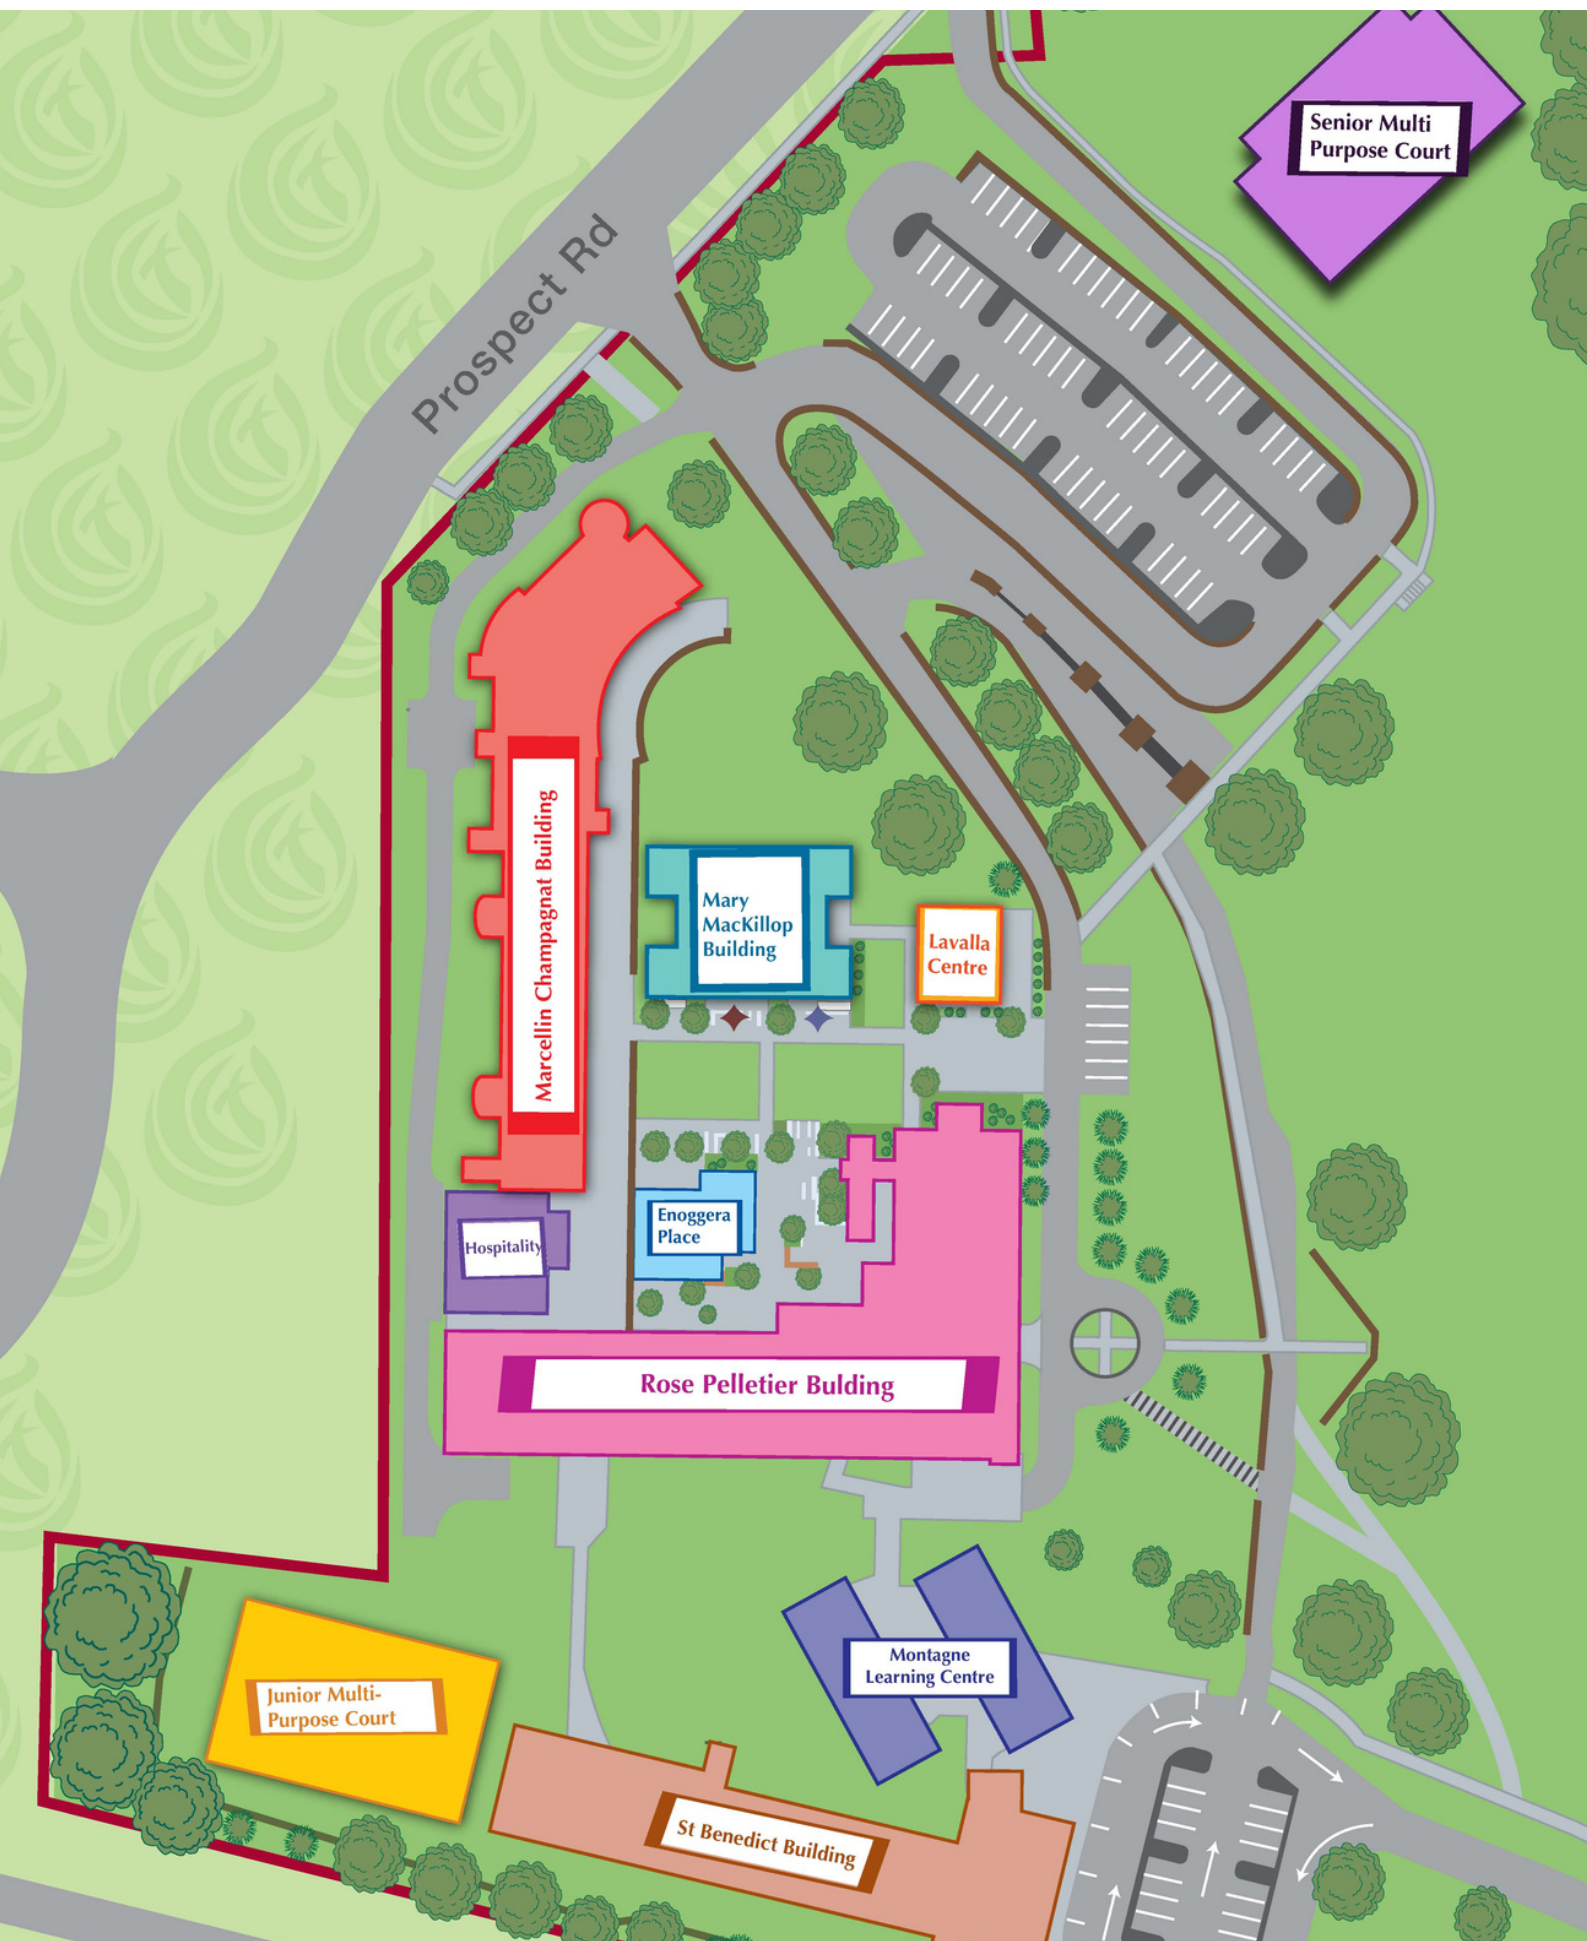 Senior Multi
Purpose Court
Prospect Rd
Marcellin Champagnat Building
Mary
MacKillop
Building
Lavalla
Centre
Enoggera
Place
Hospitality
Rose Pelletier Bulding
Montagne
Learning Centre
Junior Multi-
Purpose Court
St Benedict Building